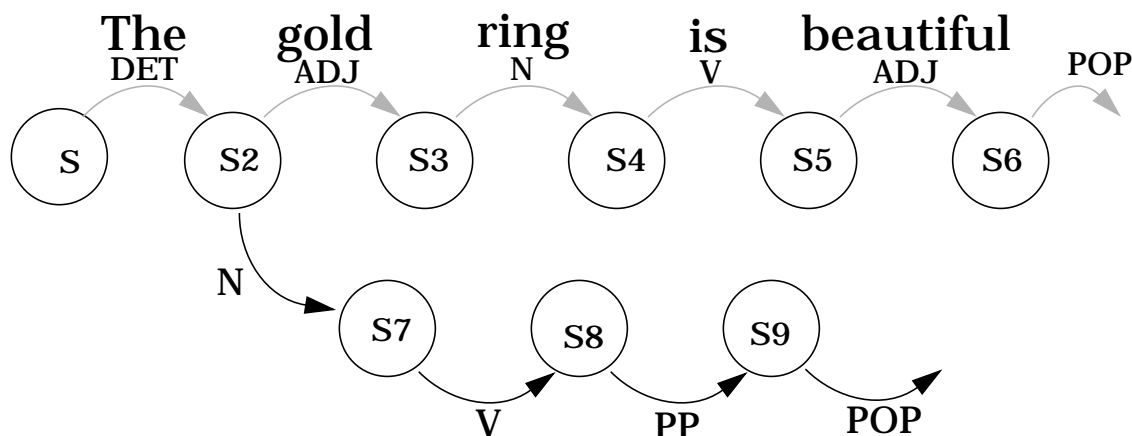 The gold ring is beautiful
DET ADJ N V ADJ POP
S S2 S3 S4 S5 S6
N
S7 S8 S9
V PP POP